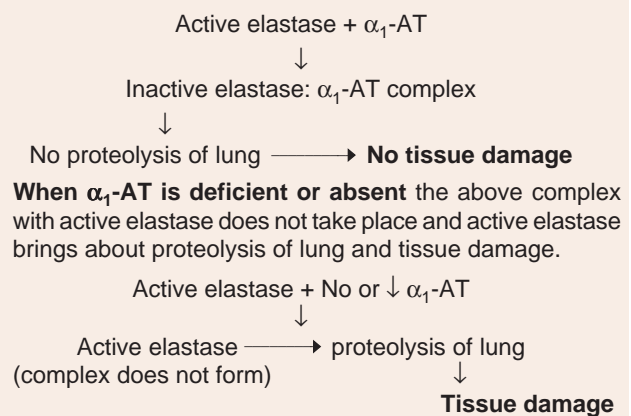 Active elastase + α₁-AT
↓
Inactive elastase: α₁-AT complex
↓
No proteolysis of lung ⟶ No tissue damage
When α₁-AT is deficient or absent the above complex
with active elastase does not take place and active elastase
brings about proteolysis of lung and tissue damage.
Active elastase + No or ↓ α₁-AT
↓
Active elastase ⟶ proteolysis of lung
(complex does not form) ↓
Tissue damage